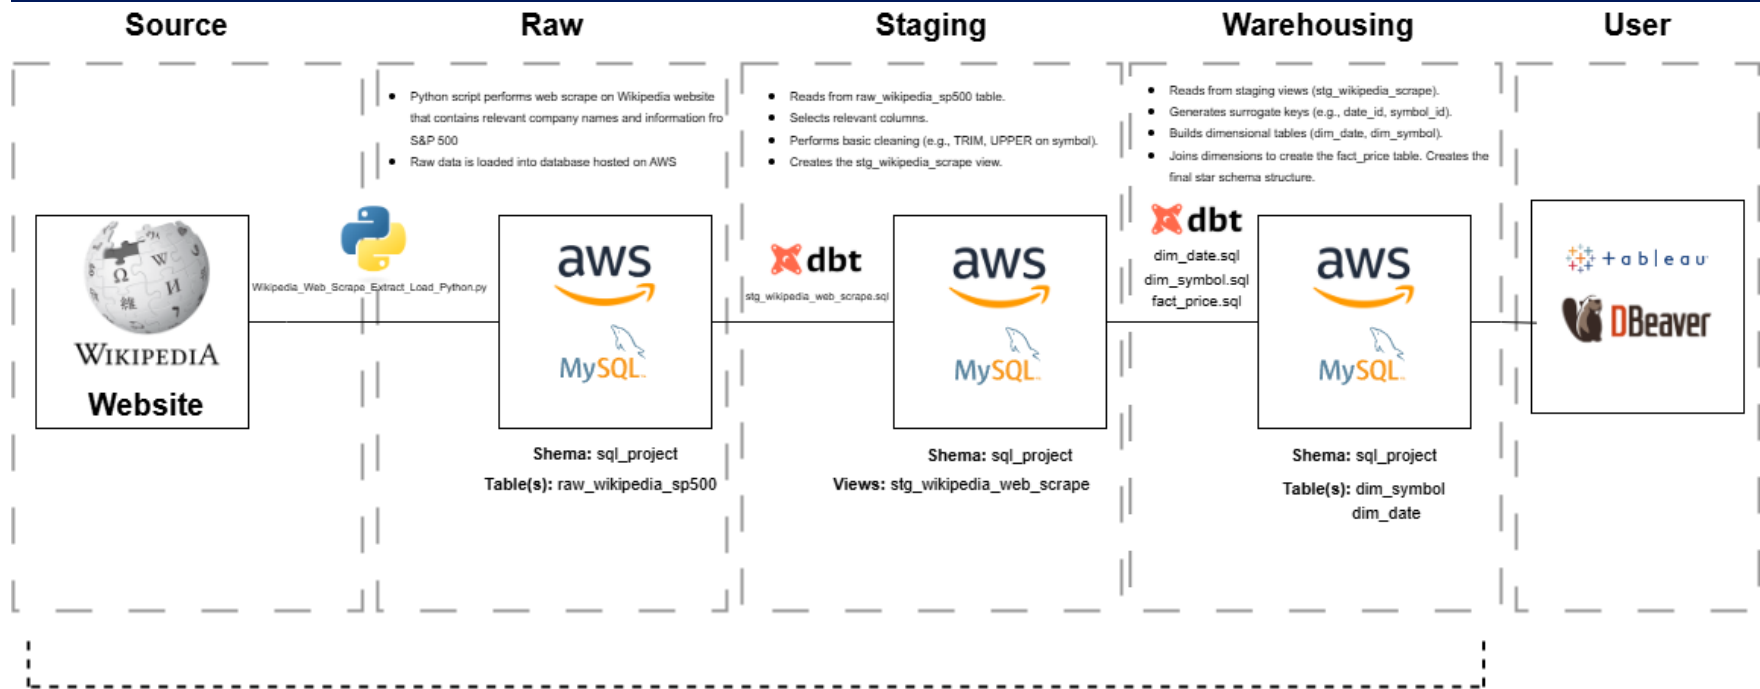 Source
Raw
Staging
Warehousing
User
• Python script performs web scrape on Wikipedia website
that contains relevant company names and information fro
S&P 500
• Raw data is loaded into database hosted on AWS
• Reads from raw_wikipedia_sp500 table.
• Selects relevant columns.
• Performs basic cleaning (e.g., TRIM, UPPER on symbol).
• Creates the stg_wikipedia_scrape view.
• Reads from staging views (stg_wikipedia_scrape).
• Generates surrogate keys (e.g., date_id, symbol_id).
• Builds dimensional tables (dim_date, dim_symbol).
• Joins dimensions to create the fact_price table. Creates the
final star schema structure.
Ω W
維 И
WIKIPEDIA
Website
Wikipedia_Web_Scrape_Extract_Load_Python.py
aws
MySQL
Shema: sql_project
Table(s): raw_wikipedia_sp500
dbt
stg_wikipedia_web_scrape.sql
aws
MySQL
Shema: sql_project
Views: stg_wikipedia_web_scrape
dbt
dim_date.sql
dim_symbol.sql
fact_price.sql
aws
MySQL
Shema: sql_project
Table(s): dim_symbol
dim_date
+ableau
DBeaver